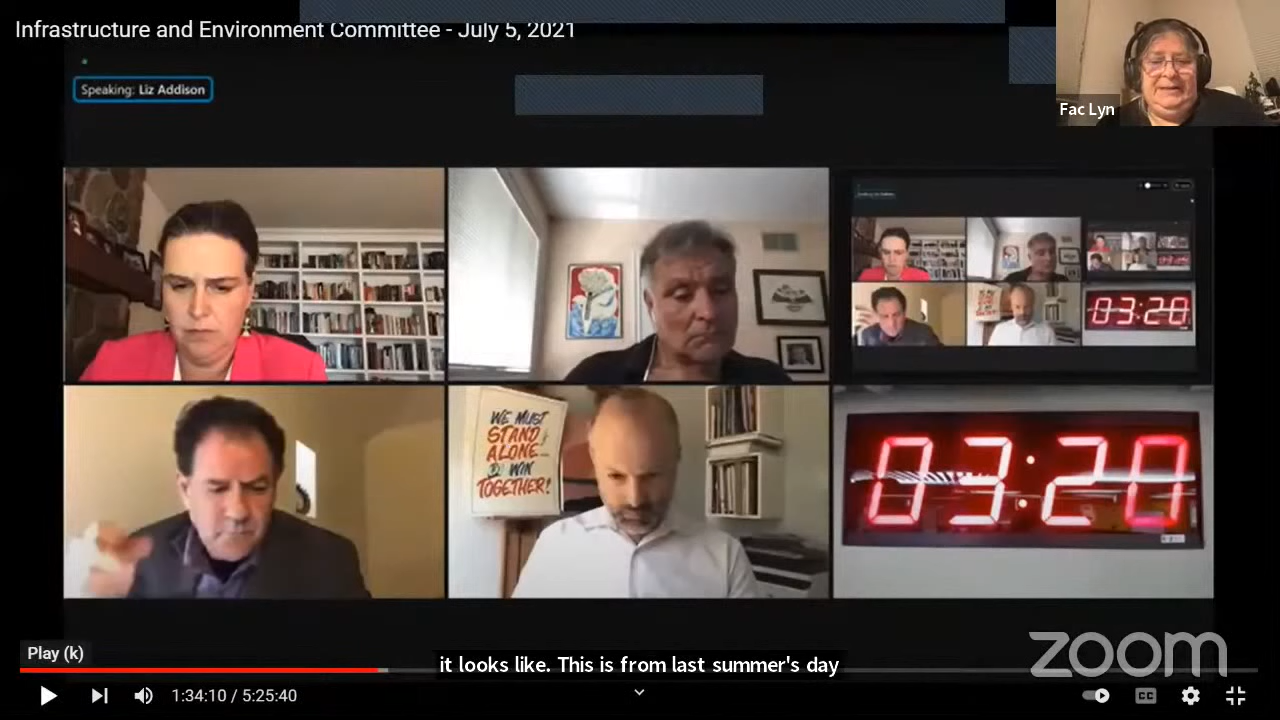 Infrastructure and Environment Committee - July 5, 2021
Speaking: Liz Addison
Fac Lyn
03:20
WE MUST
STAND
ALONE...
WIN
TOGETHER!
03:20
Play (k)
it looks like. This is from last summer's day
zoom
1:34:10 / 5:25:40
CC